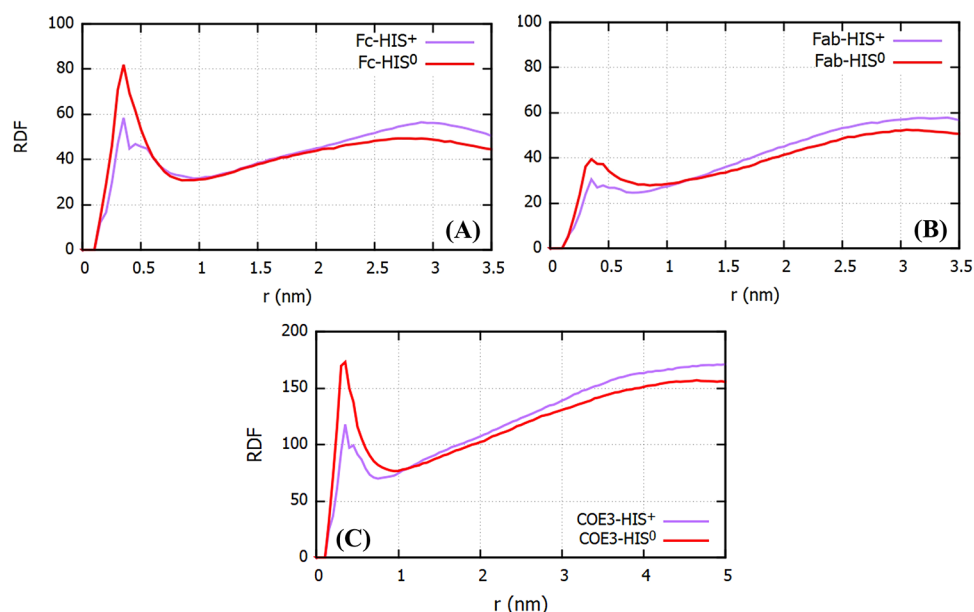 100
80
60
40
20
0
RDF
Fc-HIS⁺
Fc-HIS⁰
(A)
0 0.5 1 1.5 2 2.5 3 3.5
r (nm)
100
80
60
40
20
0
Fab-HIS⁺
Fab-HIS⁰
(B)
0 0.5 1 1.5 2 2.5 3 3.5
r (nm)
200
150
100
50
0
RDF
COE3-HIS⁺
COE3-HIS⁰
(C)
0 1 2 3 4 5
r (nm)